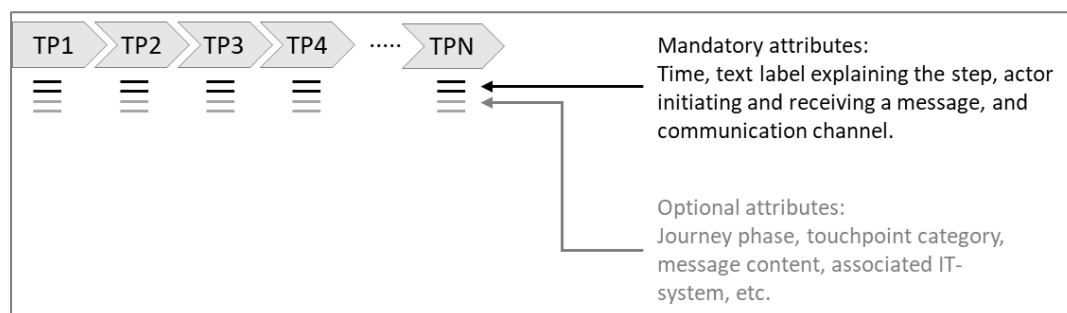 TP1 TP2 TP3 TP4 ..... TPN
Mandatory attributes:
Time, text label explaining the step, actor
initiating and receiving a message, and
communication channel.
Optional attributes:
Journey phase, touchpoint category,
message content, associated IT-
system, etc.